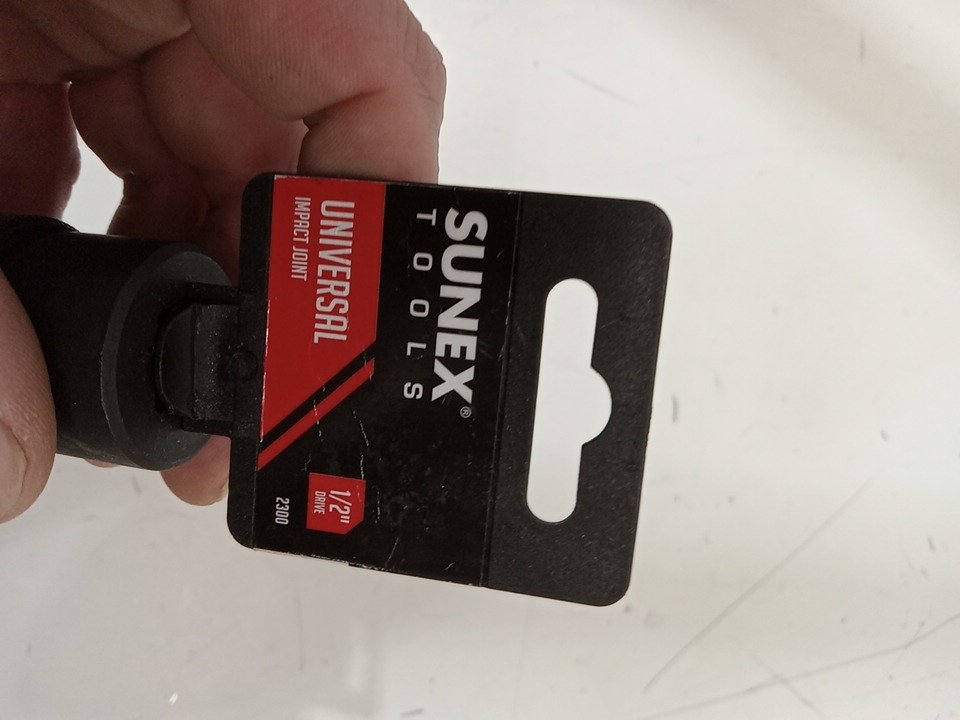 SUNEX®
TOOLS
UNIVERSAL
IMPACT JOINT
1/2"
DRIVE
2300